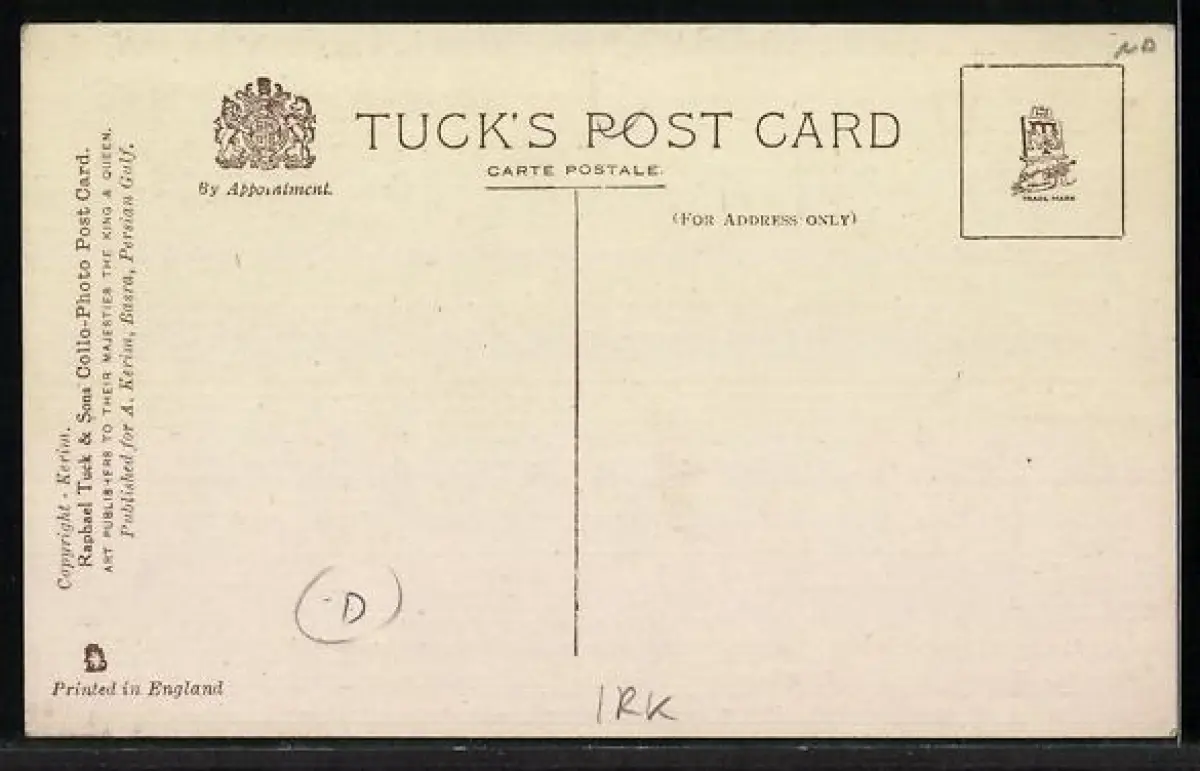 ND
TUCK'S POST CARD
CARTE POSTALE.
By Appointment.
(FOR ADDRESS ONLY)
TRADE MARK
Copyright - Kerim.
Raphael Tuck & Sons' Collo-Photo Post Card.
ART PUBLISHERS TO THEIR MAJESTIES THE KING & QUEEN.
Published for A. Kerim, Basra, Persian Gulf.
D
Printed in England
IRK